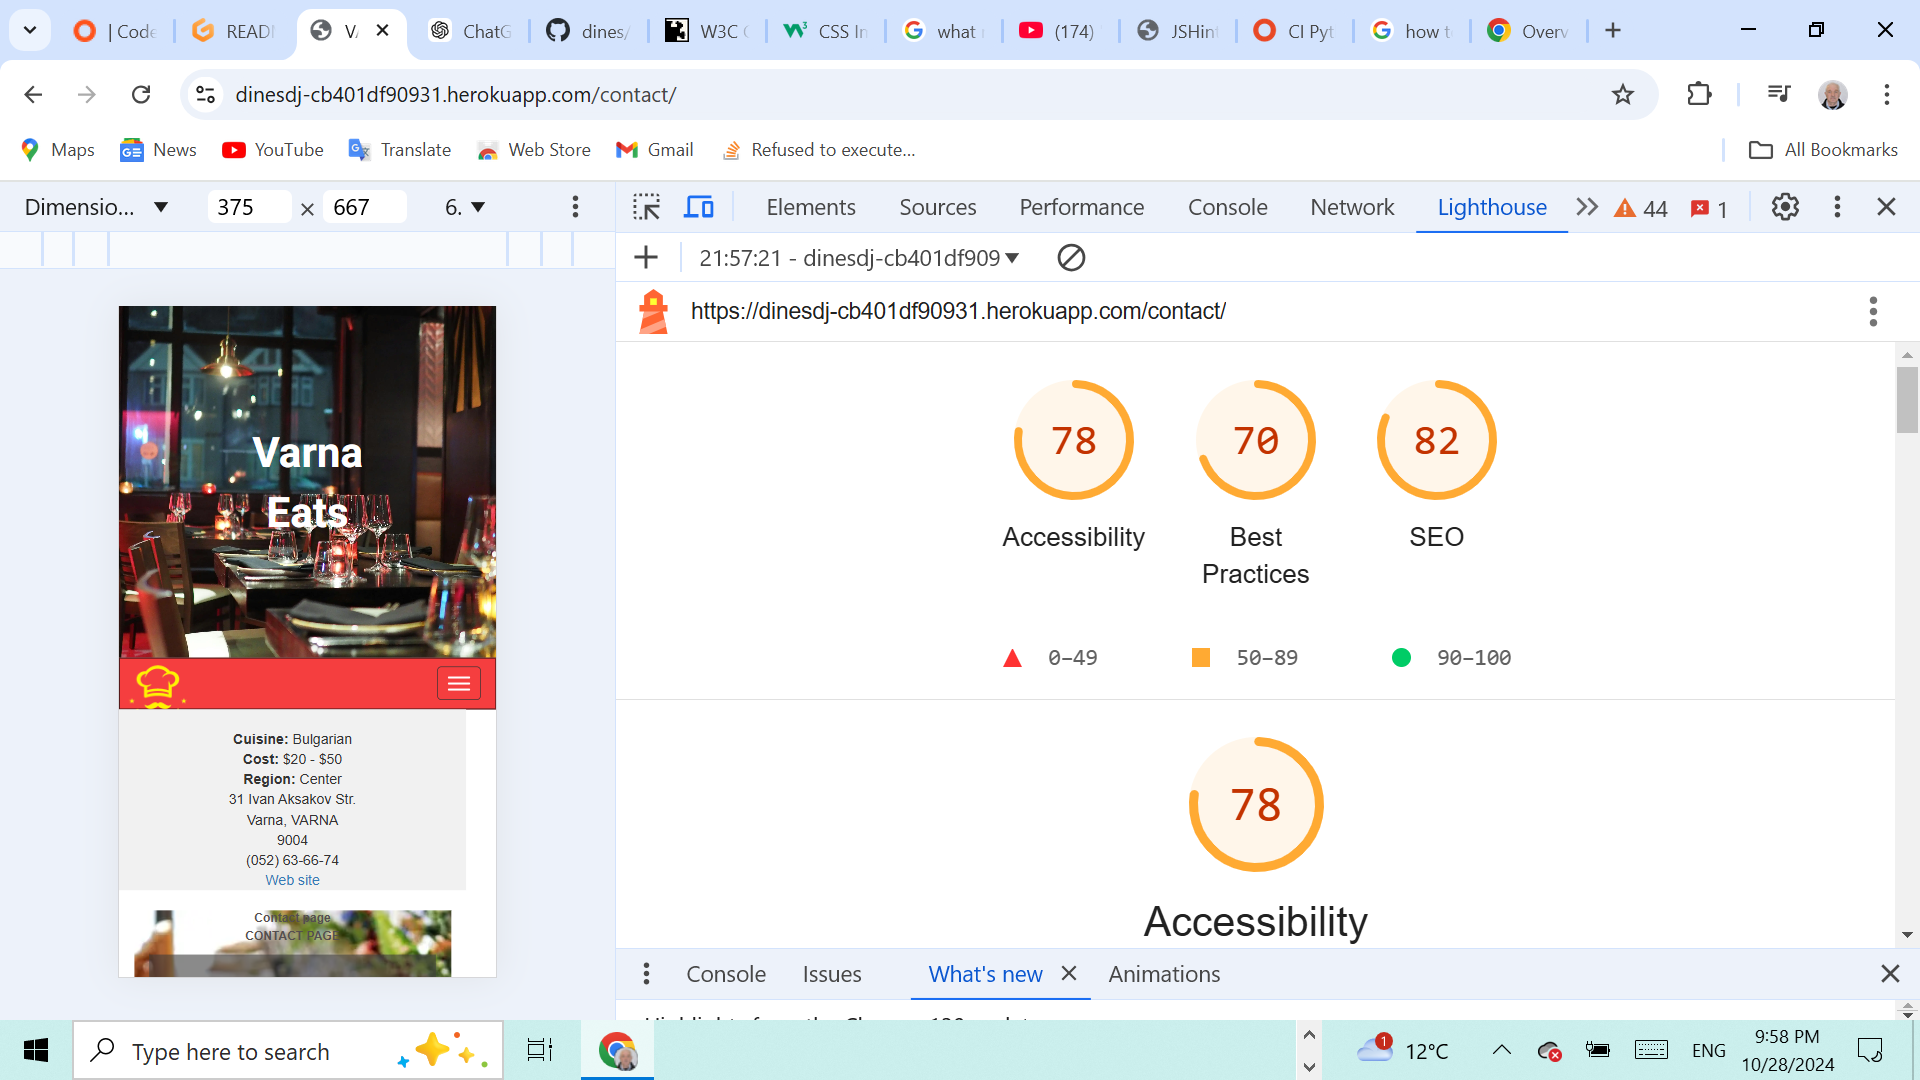 | Code
READ
V
ChatG
dines/
W3C
CSS In
what
(174)
JSHin
CI Pyt
how t
Overv
dinesdj-cb401df90931.herokuapp.com/contact/
Maps
News
YouTube
Translate
Web Store
Gmail
Refused to execute...
All Bookmarks
Dimensio...
375
×
667
6.
Elements
Sources
Performance
Console
Network
Lighthouse
44
1
21:57:21 - dinesdj-cb401df909
https://dinesdj-cb401df90931.herokuapp.com/contact/
78
70
82
Accessibility
Best
Practices
SEO
0–49
50–89
90–100
78
Accessibility
Varna
Eats
Cuisine: Bulgarian
Cost: $20 - $50
Region: Center
31 Ivan Aksakov Str.
Varna, VARNA
9004
(052) 63-66-74
Web site
Contact page
CONTACT PAGE
Console
Issues
What's new
Animations
Type here to search
1
12°C
ENG
9:58 PM
10/28/2024